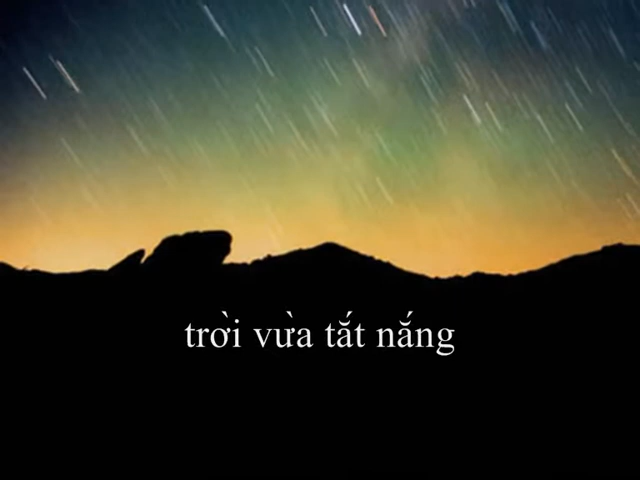 trời vừa tắt nắng